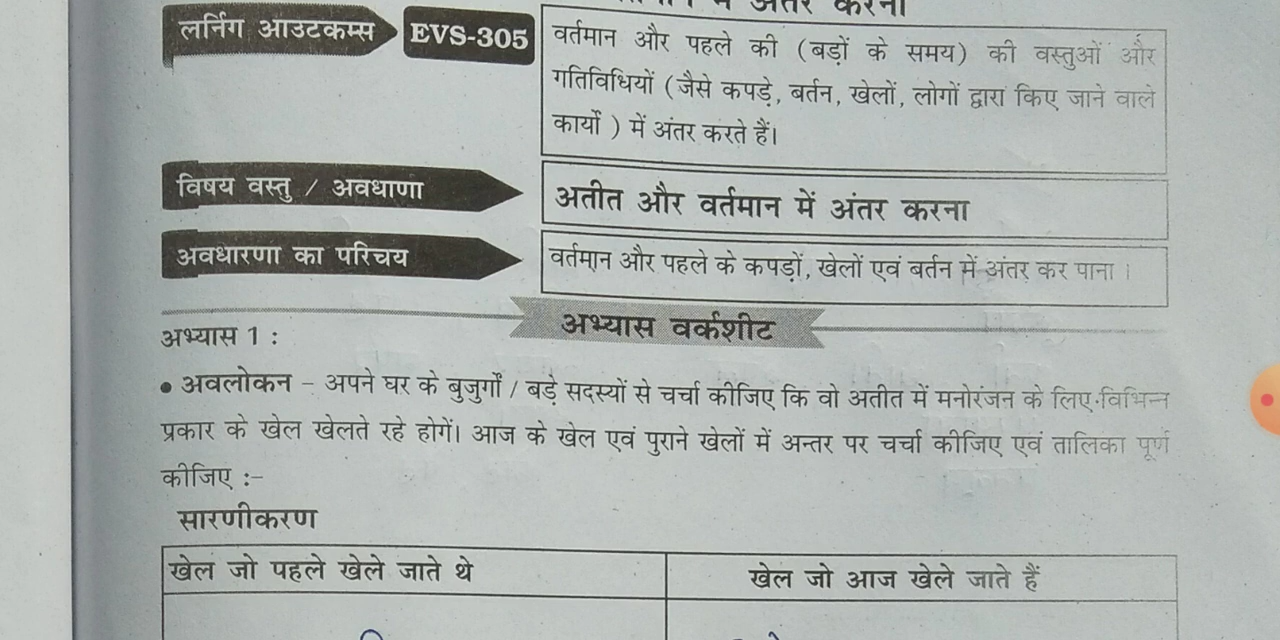 में अंतर करना
लर्निग आउटकम्स
EVS-305
वर्तमान और पहले की (बड़ों के समय) की वस्तुओं और
गतिविधियों (जैसे कपड़े, बर्तन, खेलों, लोगों द्वारा किए जाने वाले
कार्यो ) में अंतर करते हैं।
विषय वस्तु / अवधाणा
अतीत और वर्तमान में अंतर करना
अवधारणा का परिचय
वर्तमान और पहले के कपड़ों, खेलों एवं बर्तन में अंतर कर पाना ।
अभ्यास वर्कशीट
अभ्यास 1 :
• अवलोकन – अपने घर के बुजुर्गों / बड़े सदस्यों से चर्चा कीजिए कि वो अतीत में मनोरंजन के लिए विभिन्न
प्रकार के खेल खेलते रहे होगें। आज के खेल एवं पुराने खेलों में अन्तर पर चर्चा कीजिए एवं तालिका पूर्ण
कीजिए :–
सारणीकरण
खेल जो पहले खेले जाते थे
खेल जो आज खेले जाते हैं